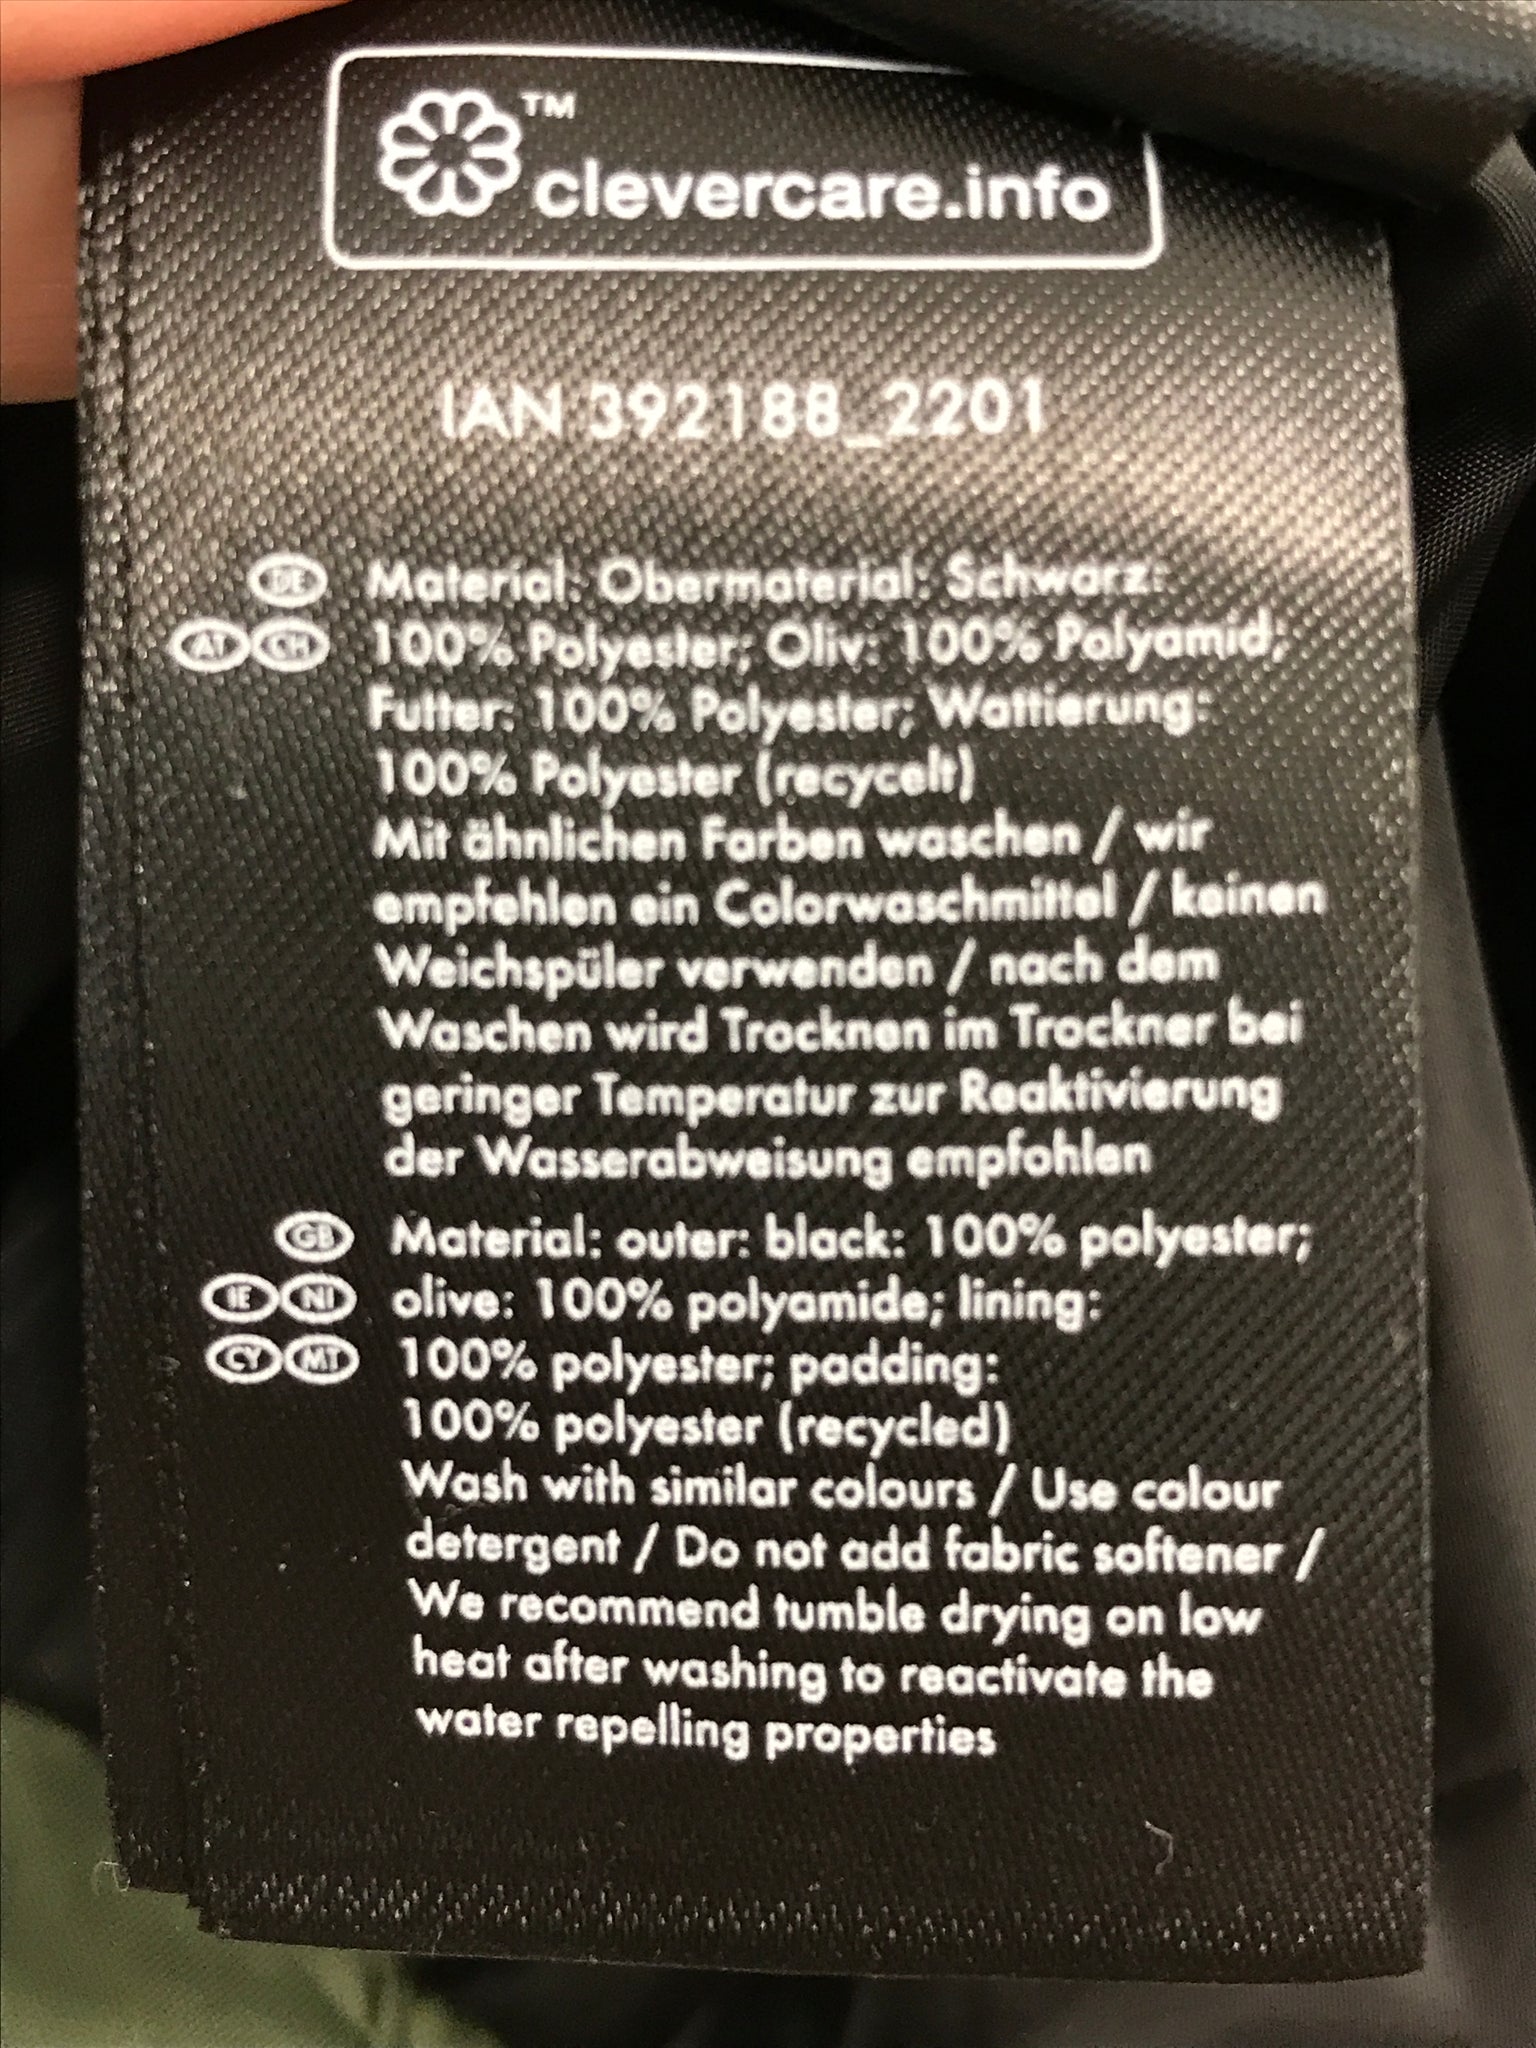 TM
clevercare.info
IAN 392188_2201
DE Material: Obermaterial: Schwarz:
AT CH 100% Polyester; Oliv: 100% Polyamid;
Futter: 100% Polyester; Wattierung:
100% Polyester (recycelt)
Mit ähnlichen Farben waschen / wir
empfehlen ein Colorwaschmittel / keinen
Weichspüler verwenden / nach dem
Waschen wird Trocknen im Trockner bei
geringer Temperatur zur Reaktivierung
der Wasserabweisung empfohlen
GB Material: outer: black: 100% polyester;
IE NI olive: 100% polyamide; lining:
CY MT 100% polyester; padding:
100% polyester (recycled)
Wash with similar colours / Use colour
detergent / Do not add fabric softener /
We recommend tumble drying on low
heat after washing to reactivate the
water repelling properties